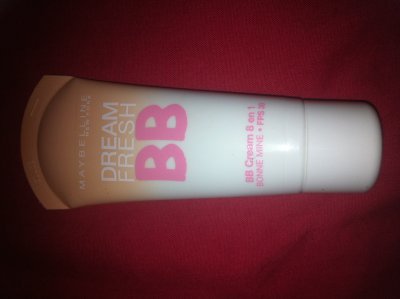 MAYBELLINE
NEW YORK
DREAM
FRESH
BB
BB Cream 8 en 1
BONNE MINE • FPS 30